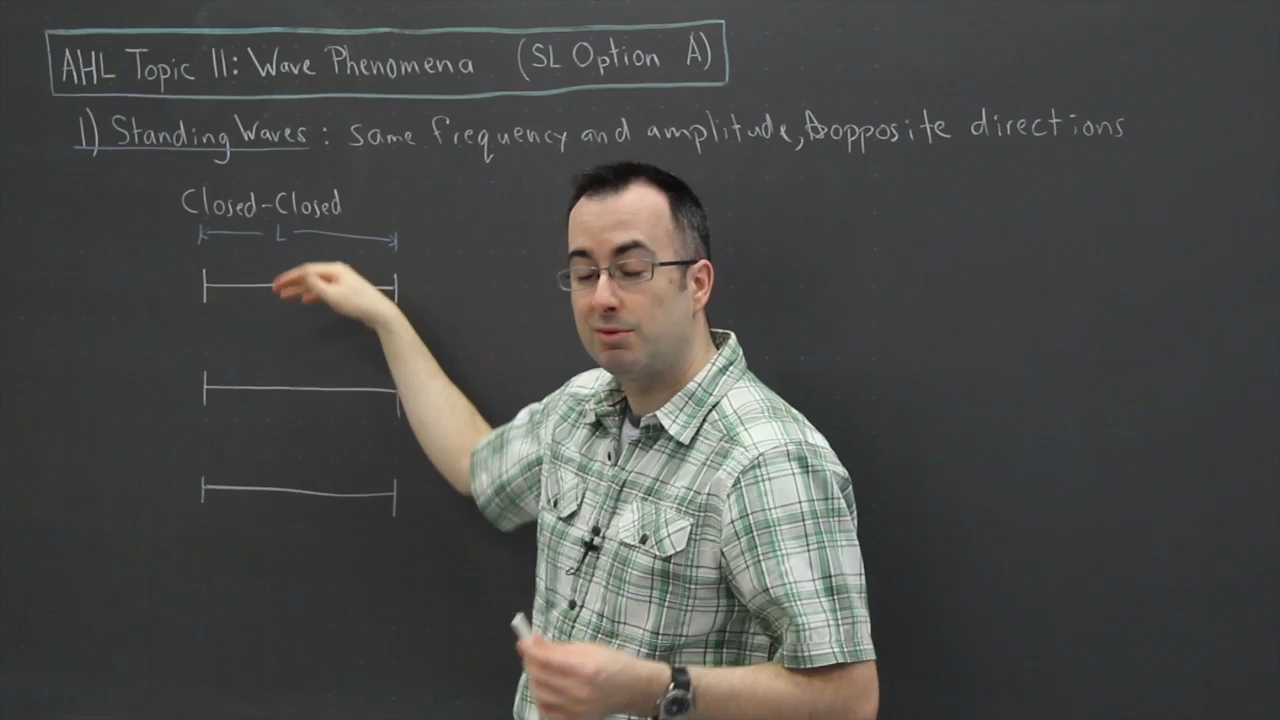 AHL Topic 11: Wave Phenomena (SL Option A)
1) Standing Waves: same frequency and amplitude, opposite directions
Closed-Closed
L